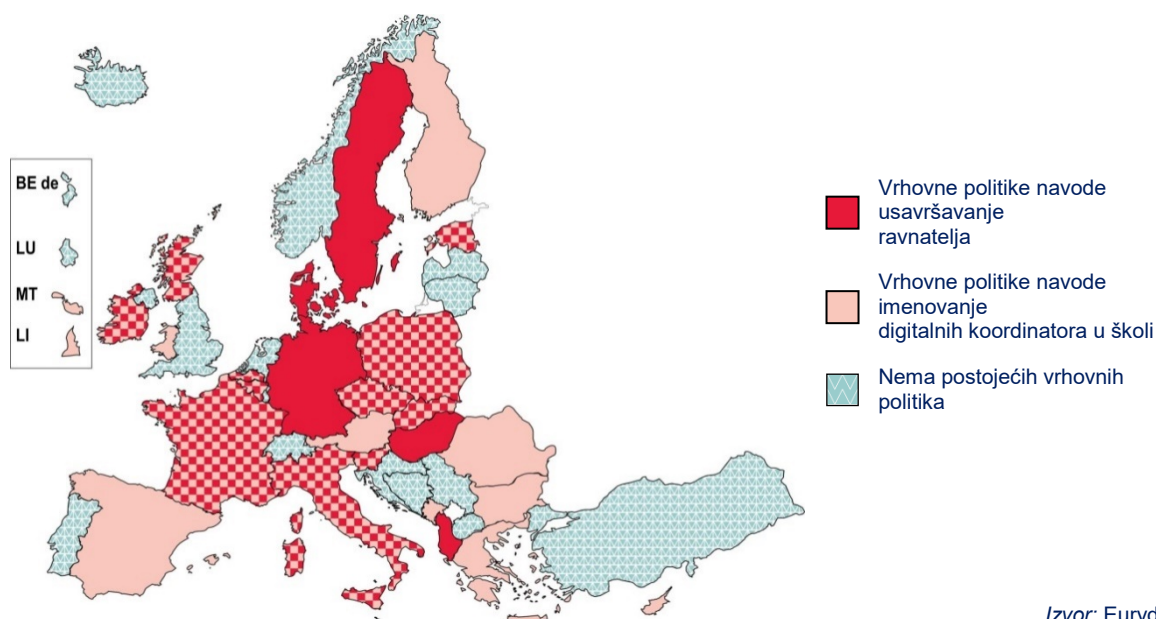 BE de
LU
MT
LI
Vrhovne politike navode
usavršavanje
ravnatelja
Vrhovne politike navode
imenovanje
digitalnih koordinatora u školi
Nema postojećih vrhovnih
politika
Izvor: Euryd